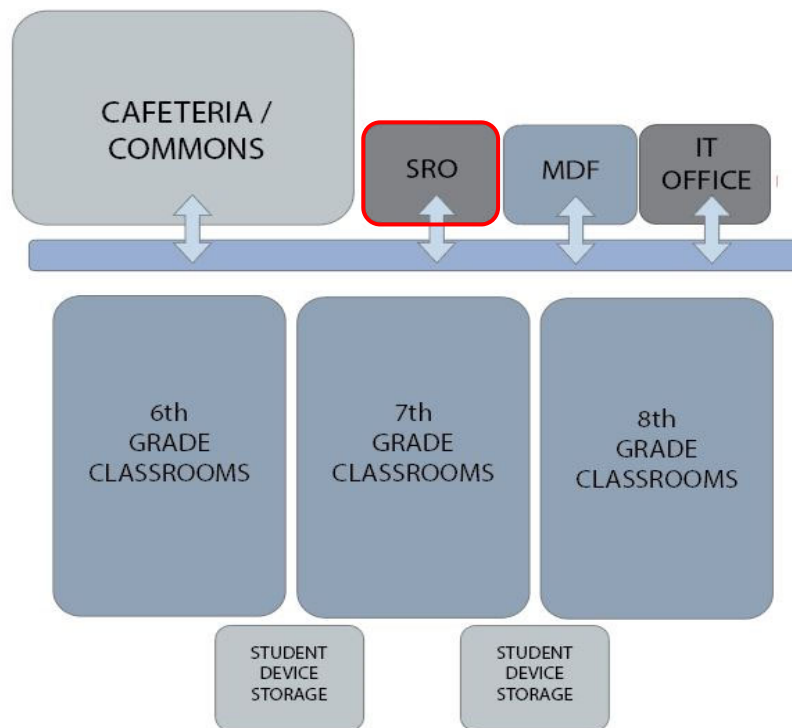 CAFETERIA /
COMMONS
SRO
MDF
IT
OFFICE
6th
GRADE
CLASSROOMS
7th
GRADE
CLASSROOMS
8th
GRADE
CLASSROOMS
STUDENT
DEVICE
STORAGE
STUDENT
DEVICE
STORAGE